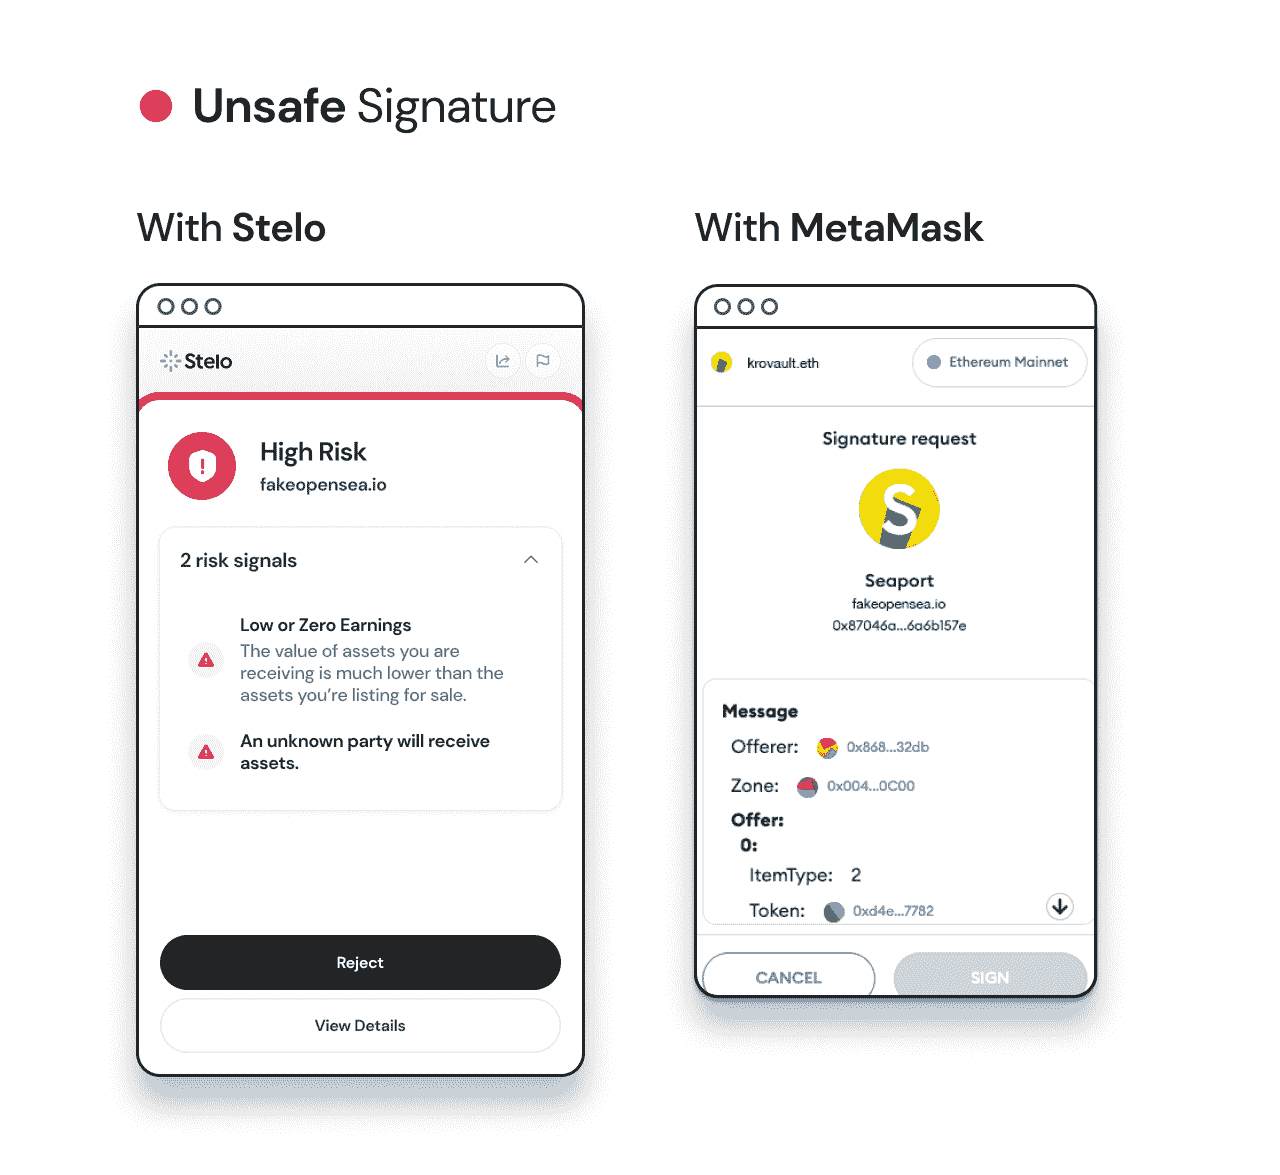 Unsafe Signature
With Stelo
Stelo
High Risk
fakeopensea.io
2 risk signals
Low or Zero Earnings
The value of assets you are
receiving is much lower than the
assets you’re listing for sale.
An unknown party will receive
assets.
Reject
View Details
With MetaMask
krovault.eth
Ethereum Mainnet
Signature request
S
Seaport
fakeopensea.io
0x87046a...6a6b157e
Message
Offerer: 0x868...32db
Zone: 0x004...0C00
Offer:
0:
ItemType: 2
Token: 0xd4e...7782
CANCEL
SIGN